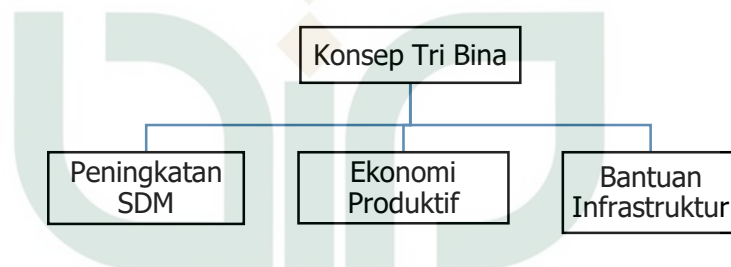 Konsep Tri Bina
Peningkatan
SDM
Ekonomi
Produktif
Bantuan
Infrastruktur